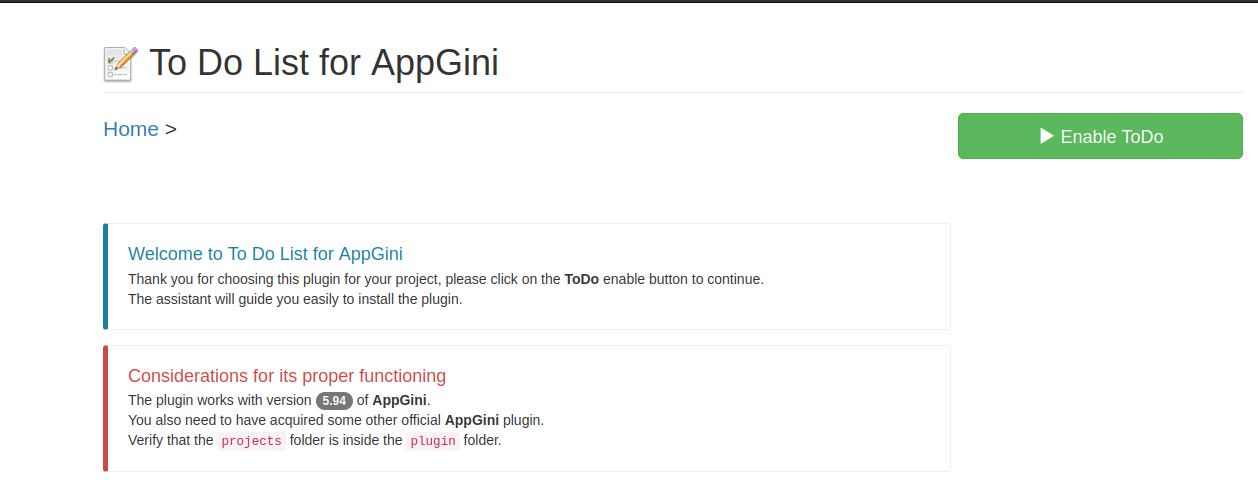 To Do List for AppGini
Home >
Enable ToDo
Welcome to To Do List for AppGini
Thank you for choosing this plugin for your project, please click on the ToDo enable button to continue.
The assistant will guide you easily to install the plugin.
Considerations for its proper functioning
The plugin works with version 5.94 of AppGini.
You also need to have acquired some other official AppGini plugin.
Verify that the projects folder is inside the plugin folder.